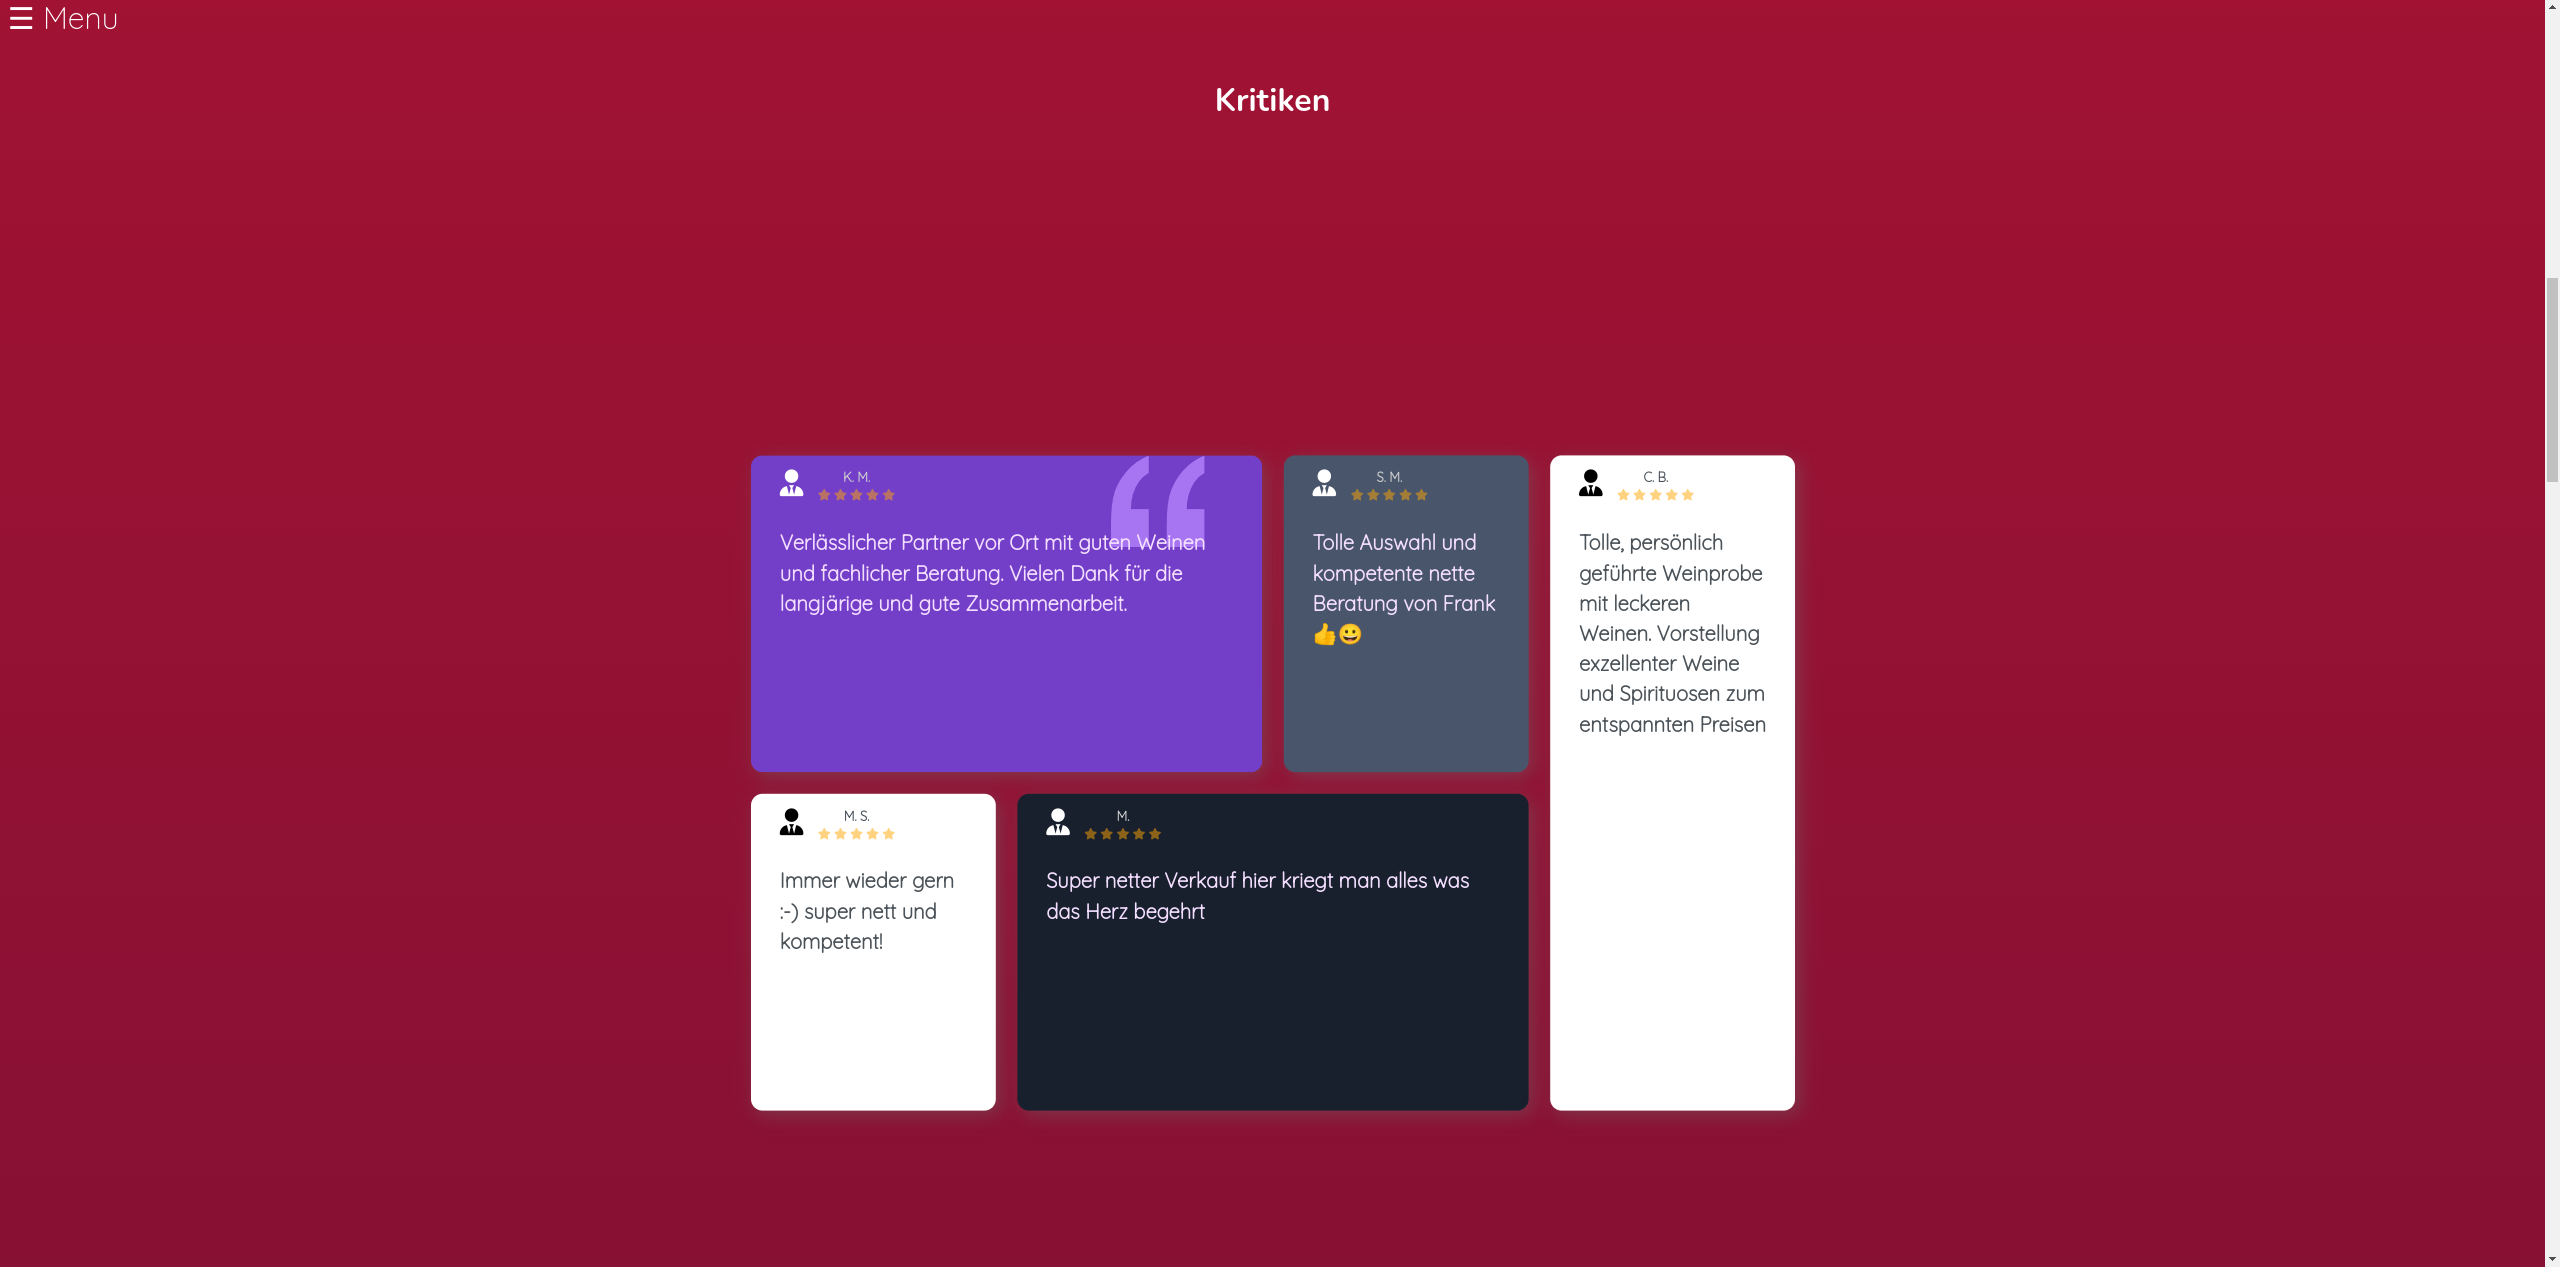 ☰ Menu
Kritiken
K. M.
Verlässlicher Partner vor Ort mit guten Weinen
und fachlicher Beratung. Vielen Dank für die
langjärige und gute Zusammenarbeit.
S. M.
Tolle Auswahl und
kompetente nette
Beratung von Frank
👍😀
C. B.
Tolle, persönlich
geführte Weinprobe
mit leckeren
Weinen. Vorstellung
exzellenter Weine
und Spirituosen zum
entspannten Preisen
M. S.
Immer wieder gern
:-) super nett und
kompetent!
M.
Super netter Verkauf hier kriegt man alles was
das Herz begehrt